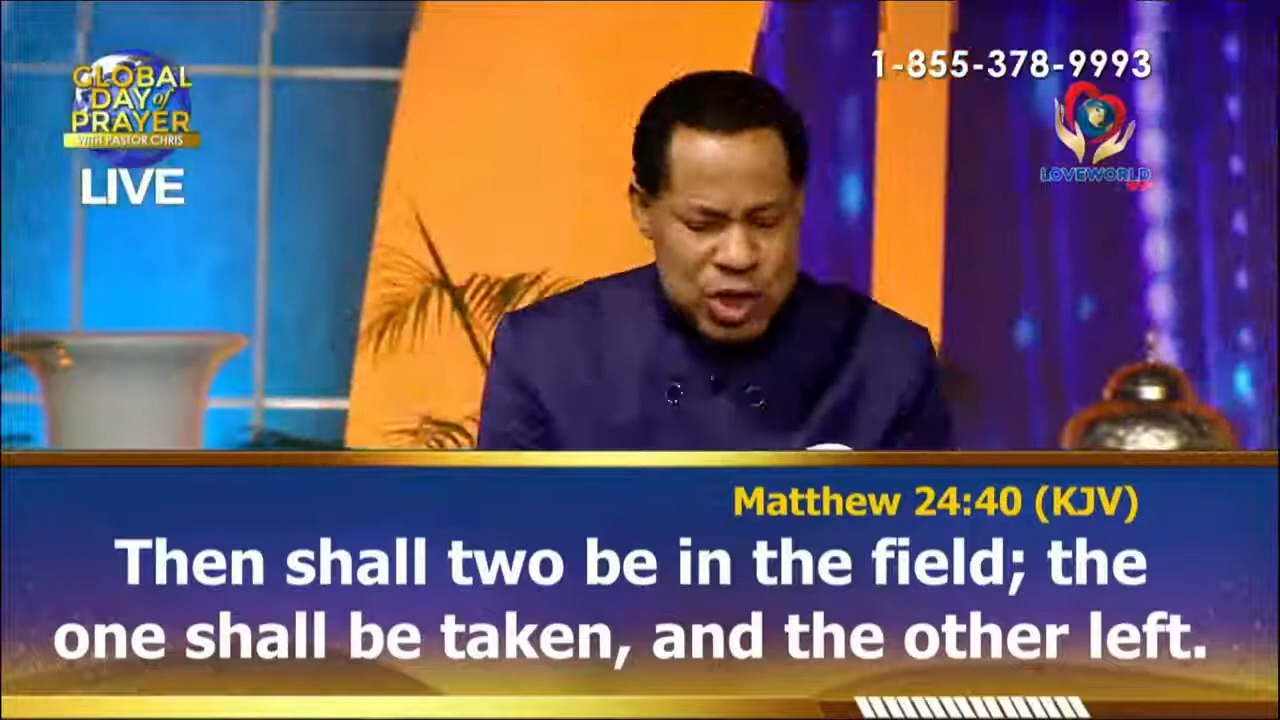 GLOBAL
DAY of
PRAYER
WITH PASTOR CHRIS
LIVE
1-855-378-9993
LOVEWORLD
Matthew 24:40 (KJV)
Then shall two be in the field; the
one shall be taken, and the other left.